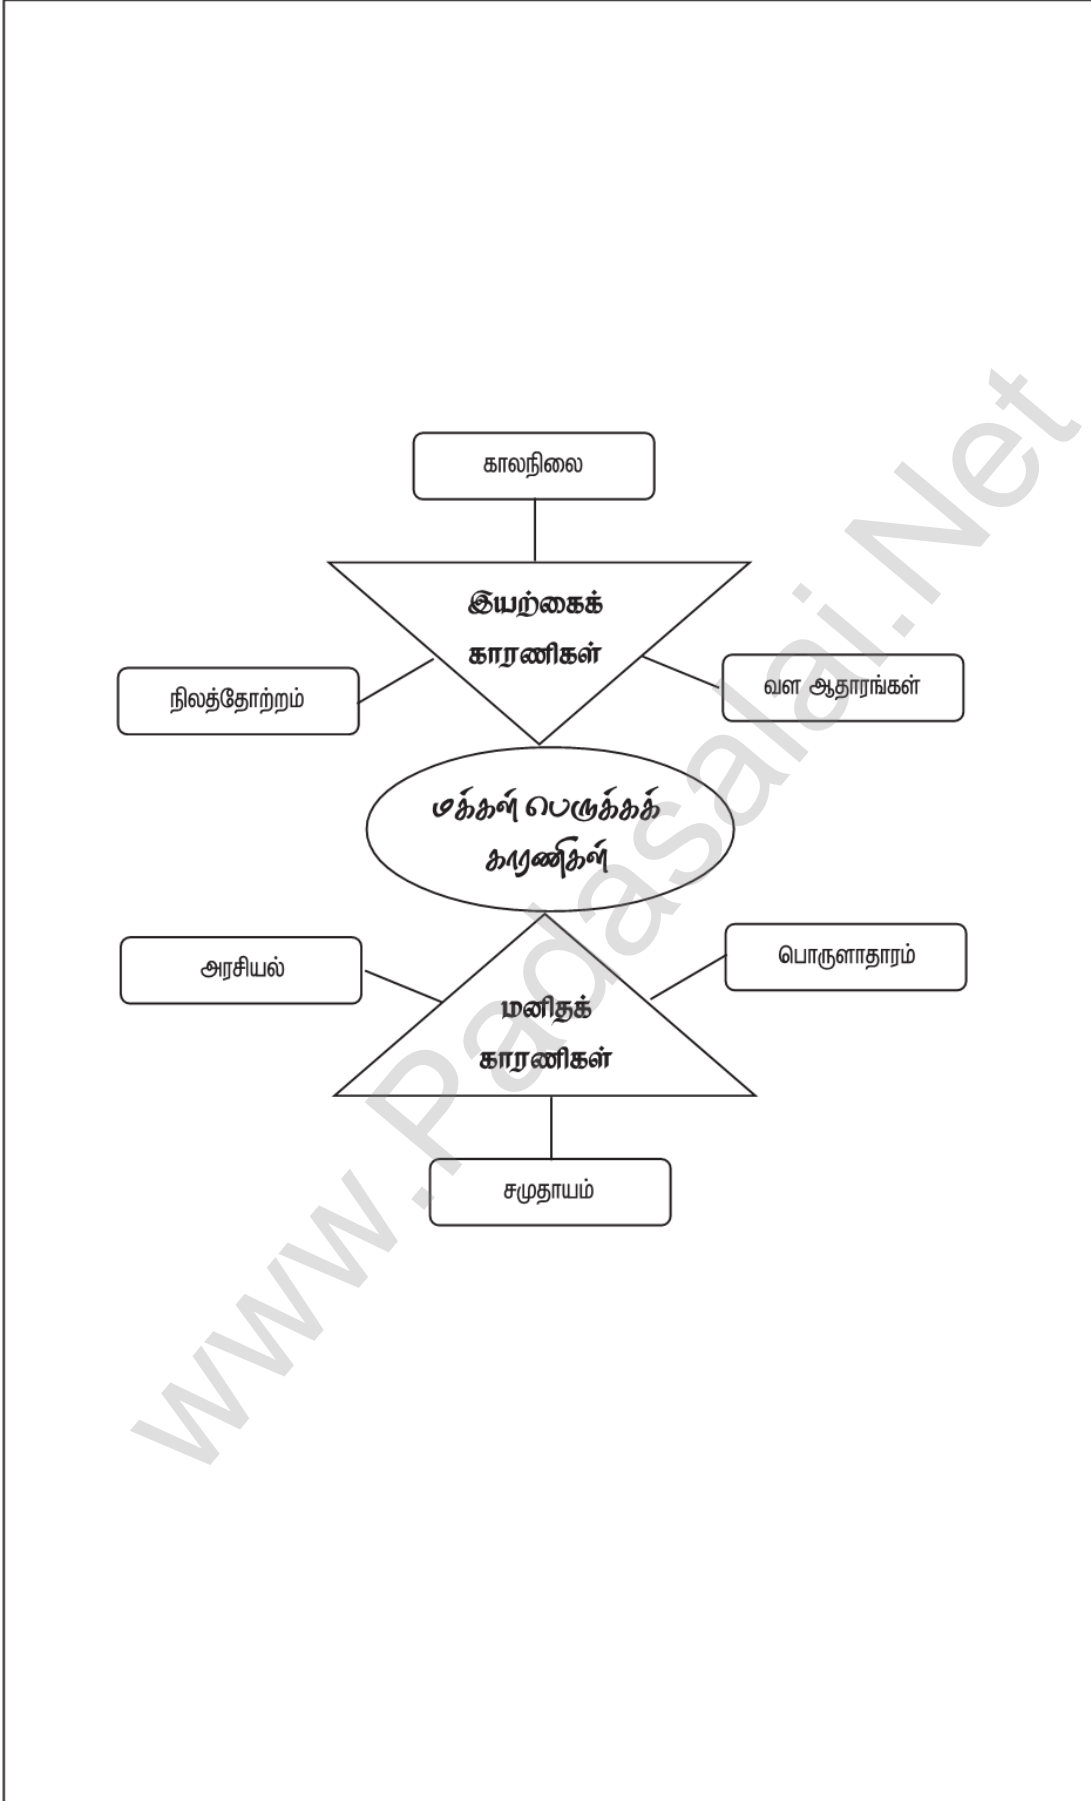 காலநிலை
இயற்கைக்
காரணிகள்
நிலத்தோற்றம்
வள ஆதாரங்கள்
மக்கள் பெருக்கக்
காரணிகள்
அரசியல்
பொருளாதாரம்
மனிதக்
காரணிகள்
சமுதாயம்
www.Padasalai.Net